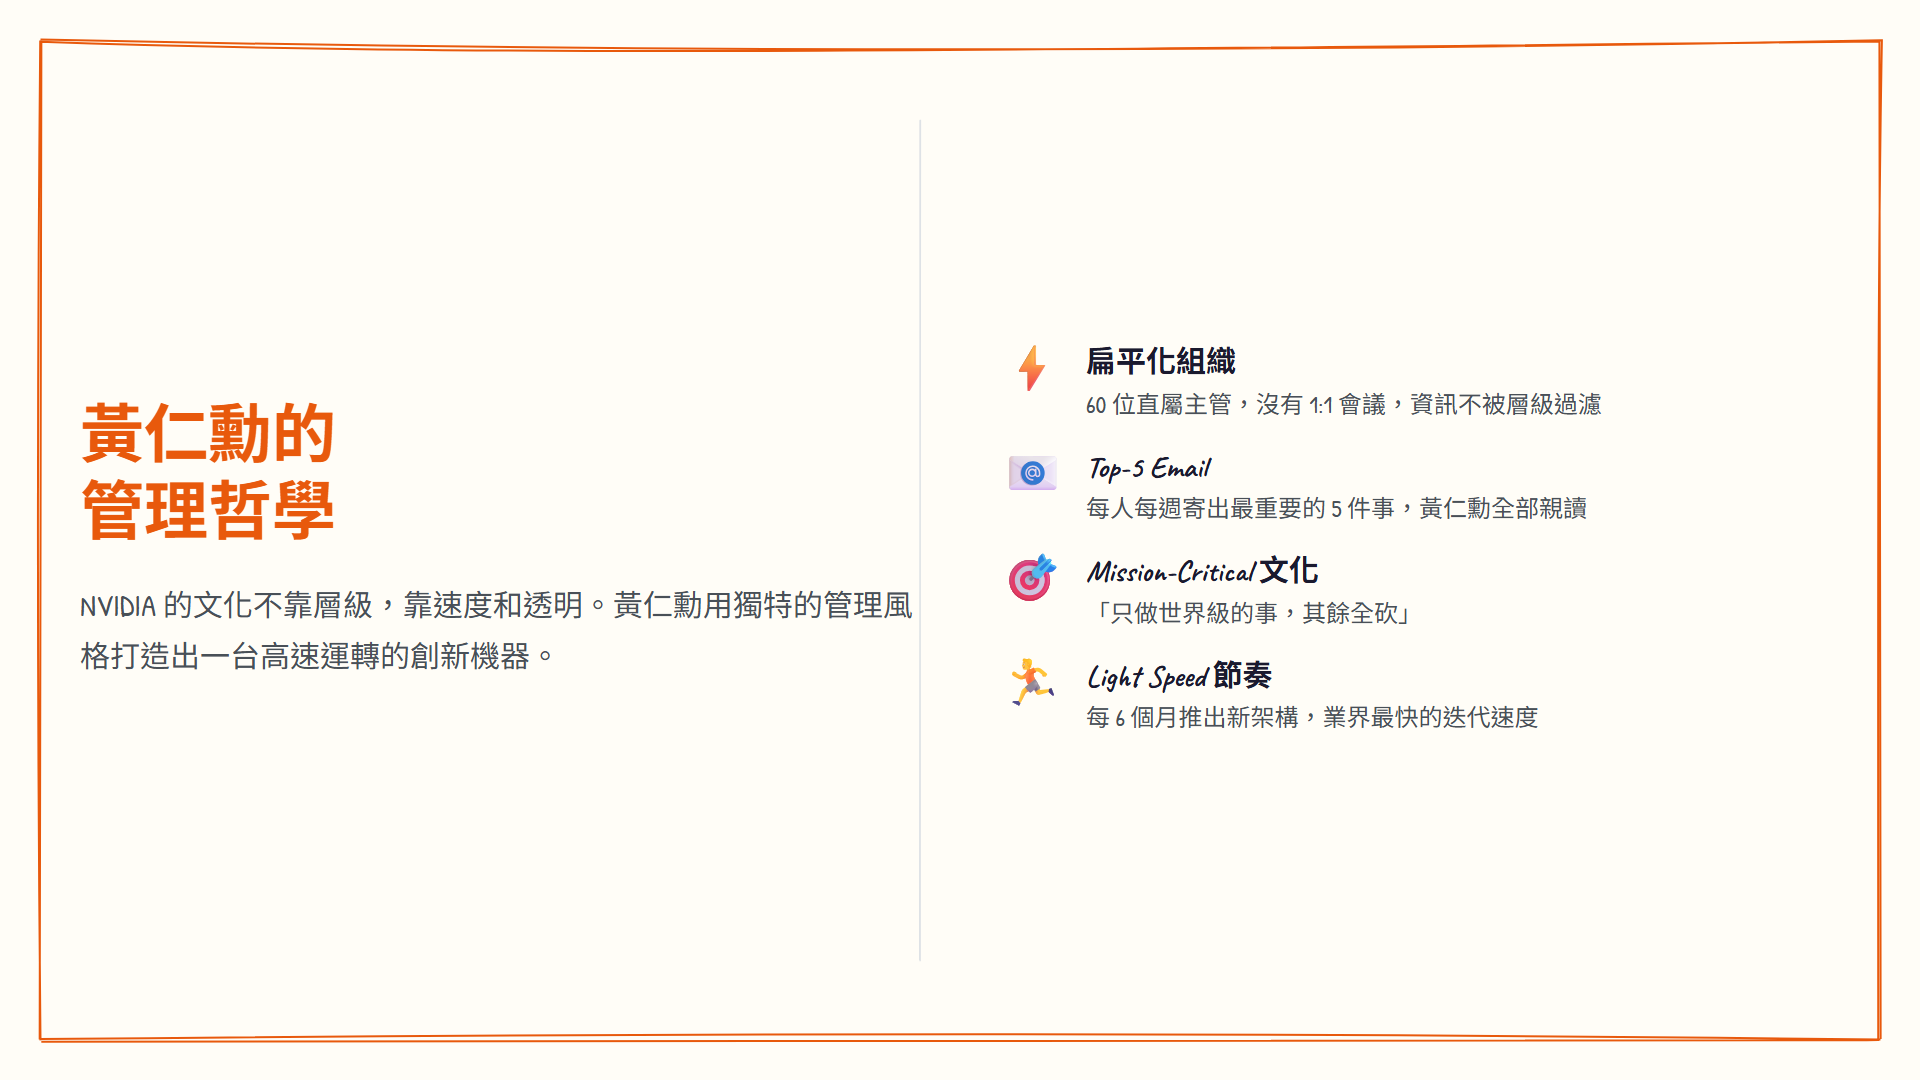 黃仁勳的
管理哲學
NVIDIA 的文化不靠層級，靠速度和透明。黃仁勳用獨特的管理風
格打造出一台高速運轉的創新機器。
扁平化組織
60 位直屬主管，沒有 1:1 會議，資訊不被層級過濾
Top-5 Email
每人每週寄出最重要的 5 件事，黃仁勳全部親讀
Mission-Critical 文化
「只做世界級的事，其餘全砍」
Light Speed 節奏
每 6 個月推出新架構，業界最快的迭代速度